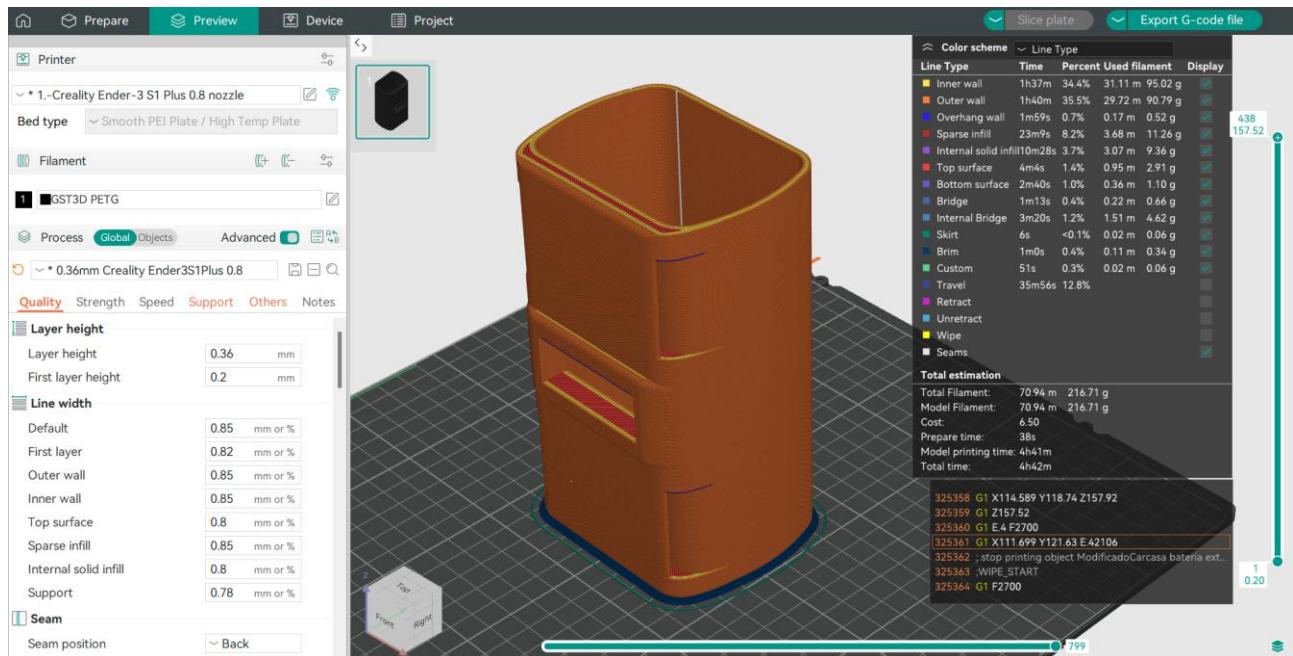 Prepare Preview Device Project Slice plate Export G-code file
Printer
* 1.-Creality Ender-3 S1 Plus 0.8 nozzle
Bed type Smooth PEI Plate / High Temp Plate
Filament
1 GST3D PETG
Process Global Objects Advanced
* 0.36mm Creality Ender3S1Plus 0.8
Quality Strength Speed Support Others Notes
Layer height
Layer height 0.36 mm
First layer height 0.2 mm
Line width
Default 0.85 mm or %
First layer 0.82 mm or %
Outer wall 0.85 mm or %
Inner wall 0.85 mm or %
Top surface 0.8 mm or %
Sparse infill 0.85 mm or %
Internal solid infill 0.8 mm or %
Support 0.78 mm or %
Seam
Seam position Back
1
Top
Front Right
Z
Color scheme Line Type
Line Type Time Percent Used filament Display
Inner wall 1h37m 34.4% 31.11 m 95.02 g
Outer wall 1h40m 35.5% 29.72 m 90.79 g
Overhang wall 1m59s 0.7% 0.17 m 0.52 g
Sparse infill 23m9s 8.2% 3.68 m 11.26 g
Internal solid infill 10m28s 3.7% 3.07 m 9.36 g
Top surface 4m4s 1.4% 0.95 m 2.91 g
Bottom surface 2m40s 1.0% 0.36 m 1.10 g
Bridge 1m13s 0.4% 0.22 m 0.66 g
Internal Bridge 3m20s 1.2% 1.51 m 4.62 g
Skirt 6s <0.1% 0.02 m 0.06 g
Brim 1m0s 0.4% 0.11 m 0.34 g
Custom 51s 0.3% 0.02 m 0.06 g
Travel 35m56s 12.8%
Retract
Unretract
Wipe
Seams
Total estimation
Total Filament: 70.94 m 216.71 g
Model Filament: 70.94 m 216.71 g
Cost: 6.50
Prepare time: 38s
Model printing time: 4h41m
Total time: 4h42m
325358 G1 X114.589 Y118.74 Z157.92
325359 G1 Z157.52
325360 G1 E.4 F2700
325361 G1 X111.699 Y121.63 E.42106
325362 ; stop printing object ModificadoCarcasa bateria ext...
325363 ;WIPE_START
325364 G1 F2700
438
157.52
1
0.20
799